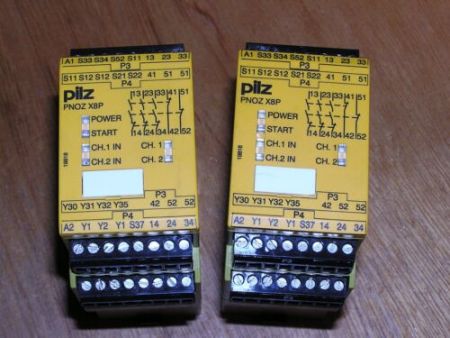 A1 S33 S34 S52 S11 13 23 33
P3
S11 S12 S12 S21 S22 41 51 51
P4
pilz
PNOZ X8P
13 23 33 41 51
POWER
START
14 24 34 42 52
CH.1 IN CH. 1
CH.2 IN CH. 2
P3
Y30 Y31 Y32 Y35 42 52 52
P4
A2 Y1 Y2 Y1 S37 14 24 34
A1 S33 S34 S52 S11 13 23 33
P3
S11 S12 S12 S21 S22 41 51 51
P4
pilz
PNOZ X8P
13 23 33 41 51
POWER
START
14 24 34 42 52
CH.1 IN CH. 1
CH.2 IN CH. 2
P3
Y30 Y31 Y32 Y35 42 52 52
P4
A2 Y1 Y2 Y1 S37 14 24 34